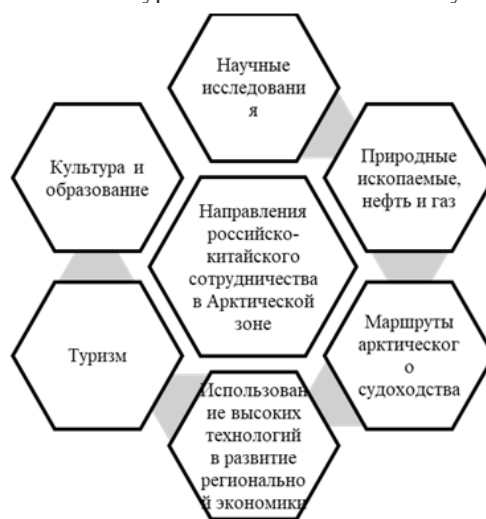 Научные
исследовани
я
Природные
ископаемые,
нефть и газ
Маршруты
арктическог
о
судоходства
Использован
ие высоких
технологий
в развитие
регионально
й экономики
Туризм
Культура и
образование
Направления
российско-
китайского
сотрудничества
в Арктической
зоне